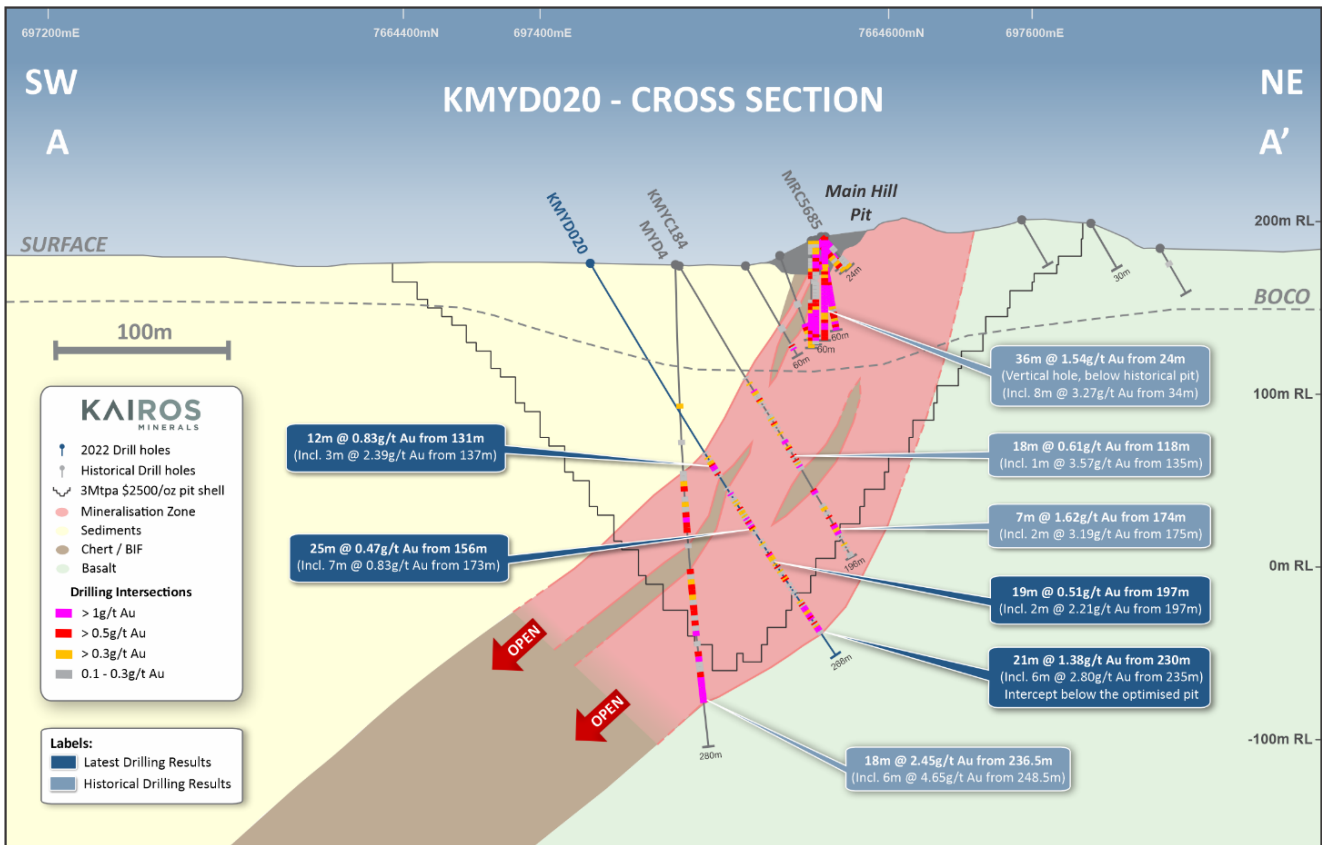 697200mE
7664400mN
697400mE
7664600mN
697600mE
SW
NE
KMYD020 - CROSS SECTION
A
A'
KMYD020
KMYC184
MYD4
MRC5685
Main Hill
Pit
200m RL
SURFACE
BOCO
24m
30m
60m
60m
60m
100m
36m @ 1.54g/t Au from 24m
(Vertical hole, below historical pit)
(Incl. 8m @ 3.27g/t Au from 34m)
100m RL
KAIROS
MINERALS
2022 Drill holes
Historical Drill holes
3Mtpa $2500/oz pit shell
Mineralisation Zone
Sediments
Chert / BIF
Basalt
Drilling Intersections
> 1g/t Au
> 0.5g/t Au
> 0.3g/t Au
0.1 - 0.3g/t Au
12m @ 0.83g/t Au from 131m
(Incl. 3m @ 2.39g/t Au from 137m)
18m @ 0.61g/t Au from 118m
(Incl. 1m @ 3.57g/t Au from 135m)
7m @ 1.62g/t Au from 174m
(Incl. 2m @ 3.19g/t Au from 175m)
25m @ 0.47g/t Au from 156m
(Incl. 7m @ 0.83g/t Au from 173m)
196m
0m RL
19m @ 0.51g/t Au from 197m
(Incl. 2m @ 2.21g/t Au from 197m)
OPEN
266m
21m @ 1.38g/t Au from 230m
(Incl. 6m @ 2.80g/t Au from 235m)
Intercept below the optimised pit
OPEN
-100m RL
280m
18m @ 2.45g/t Au from 236.5m
(Incl. 6m @ 4.65g/t Au from 248.5m)
Labels:
Latest Drilling Results
Historical Drilling Results